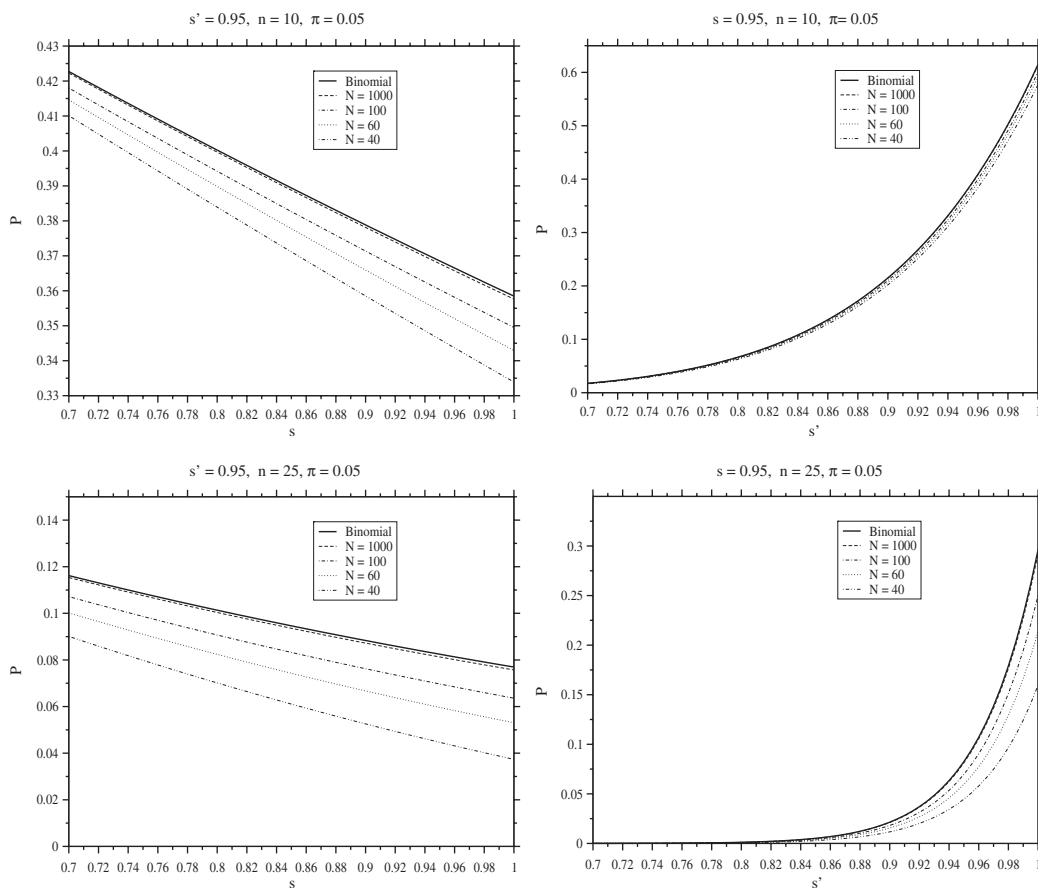 s' = 0.95, n = 10, π = 0.05
0.43
0.42
0.41
0.4
0.39
0.38
0.37
0.36
0.35
0.34
0.33
P
Binomial
N = 1000
N = 100
N = 60
N = 40
0.7 0.72 0.74 0.76 0.78 0.8 0.82 0.84 0.86 0.88 0.9 0.92 0.94 0.96 0.98 1
s
s = 0.95, n = 10, π= 0.05
0.6
0.5
0.4
0.3
0.2
0.1
0
P
Binomial
N = 1000
N = 100
N = 60
N = 40
0.7 0.72 0.74 0.76 0.78 0.8 0.82 0.84 0.86 0.88 0.9 0.92 0.94 0.96 0.98 1
s'
s' = 0.95, n = 25, π = 0.05
0.14
0.12
0.1
0.08
0.06
0.04
0.02
0
P
Binomial
N = 1000
N = 100
N = 60
N = 40
0.7 0.72 0.74 0.76 0.78 0.8 0.82 0.84 0.86 0.88 0.9 0.92 0.94 0.96 0.98 1
s
s = 0.95, n = 25, π = 0.05
0.3
0.25
0.2
0.15
0.1
0.05
0
P
Binomial
N = 1000
N = 100
N = 60
N = 40
0.7 0.72 0.74 0.76 0.78 0.8 0.82 0.84 0.86 0.88 0.9 0.92 0.94 0.96 0.98 1
s'